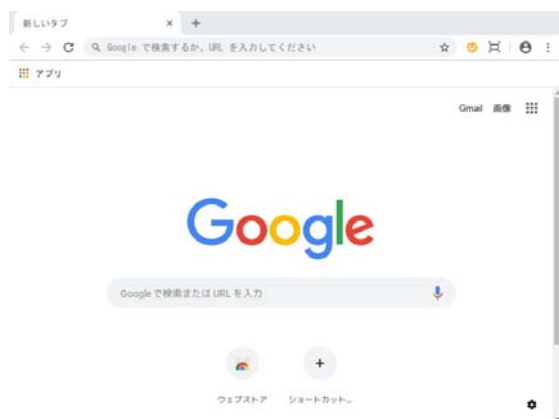 新しいタブ
Google で検索するか、URL を入力してください
アプリ
Gmail 画像
Google
Google で検索または URL を入力
ウェブストア ショートカット…